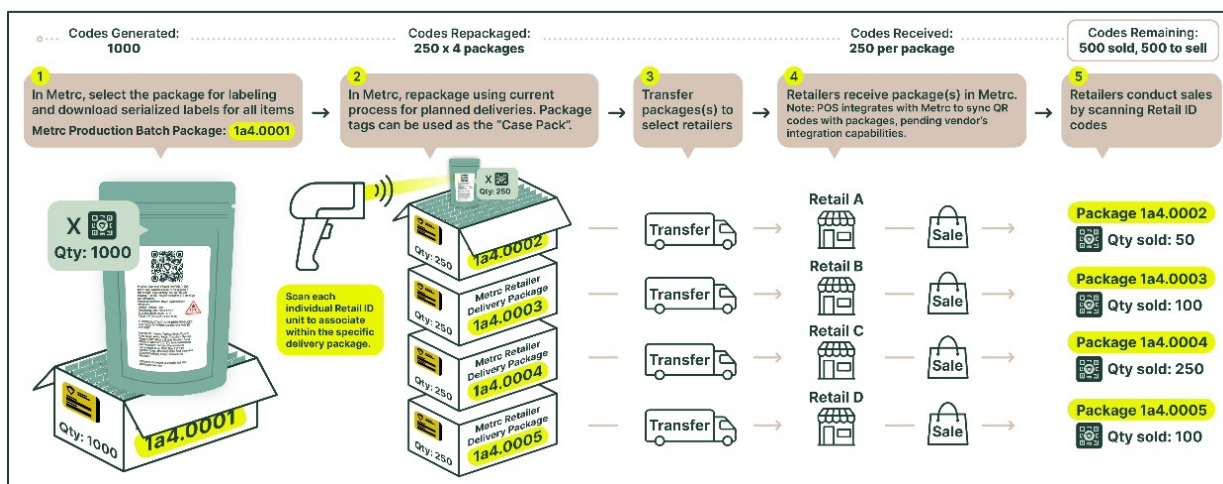 Codes Generated:
1000
Codes Repackaged:
250 x 4 packages
Codes Received:
250 per package
Codes Remaining:
500 sold, 500 to sell
1
In Metrc, select the package for labeling
and download serialized labels for all items
Metrc Production Batch Package: 1a4.0001
2
In Metrc, repackage using current
process for planned deliveries. Package
tags can be used as the “Case Pack”.
3
Transfer
packages(s) to
select retailers
4
Retailers receive package(s) in Metrc.
Note: POS integrates with Metrc to sync QR
codes with packages, pending vendor’s
integration capabilities.
5
Retailers conduct sales
by scanning Retail ID
codes
X
Qty: 1000
Qty: 1000
1a4.0001
Scan each
individual Retail ID
unit to associate
within the specific
delivery package.
X
Qty: 250
Qty: 250
1a4.0002
Qty: 250
Metrc Retailer
Delivery Package
1a4.0003
Qty: 250
Metrc Retailer
Delivery Package
1a4.0004
Qty: 250
Metrc Retailer
Delivery Package
1a4.0005
Transfer
Retail A
Sale
Package 1a4.0002
Qty sold: 50
Transfer
Retail B
Sale
Package 1a4.0003
Qty sold: 100
Transfer
Retail C
Sale
Package 1a4.0004
Qty sold: 250
Transfer
Retail D
Sale
Package 1a4.0005
Qty sold: 100